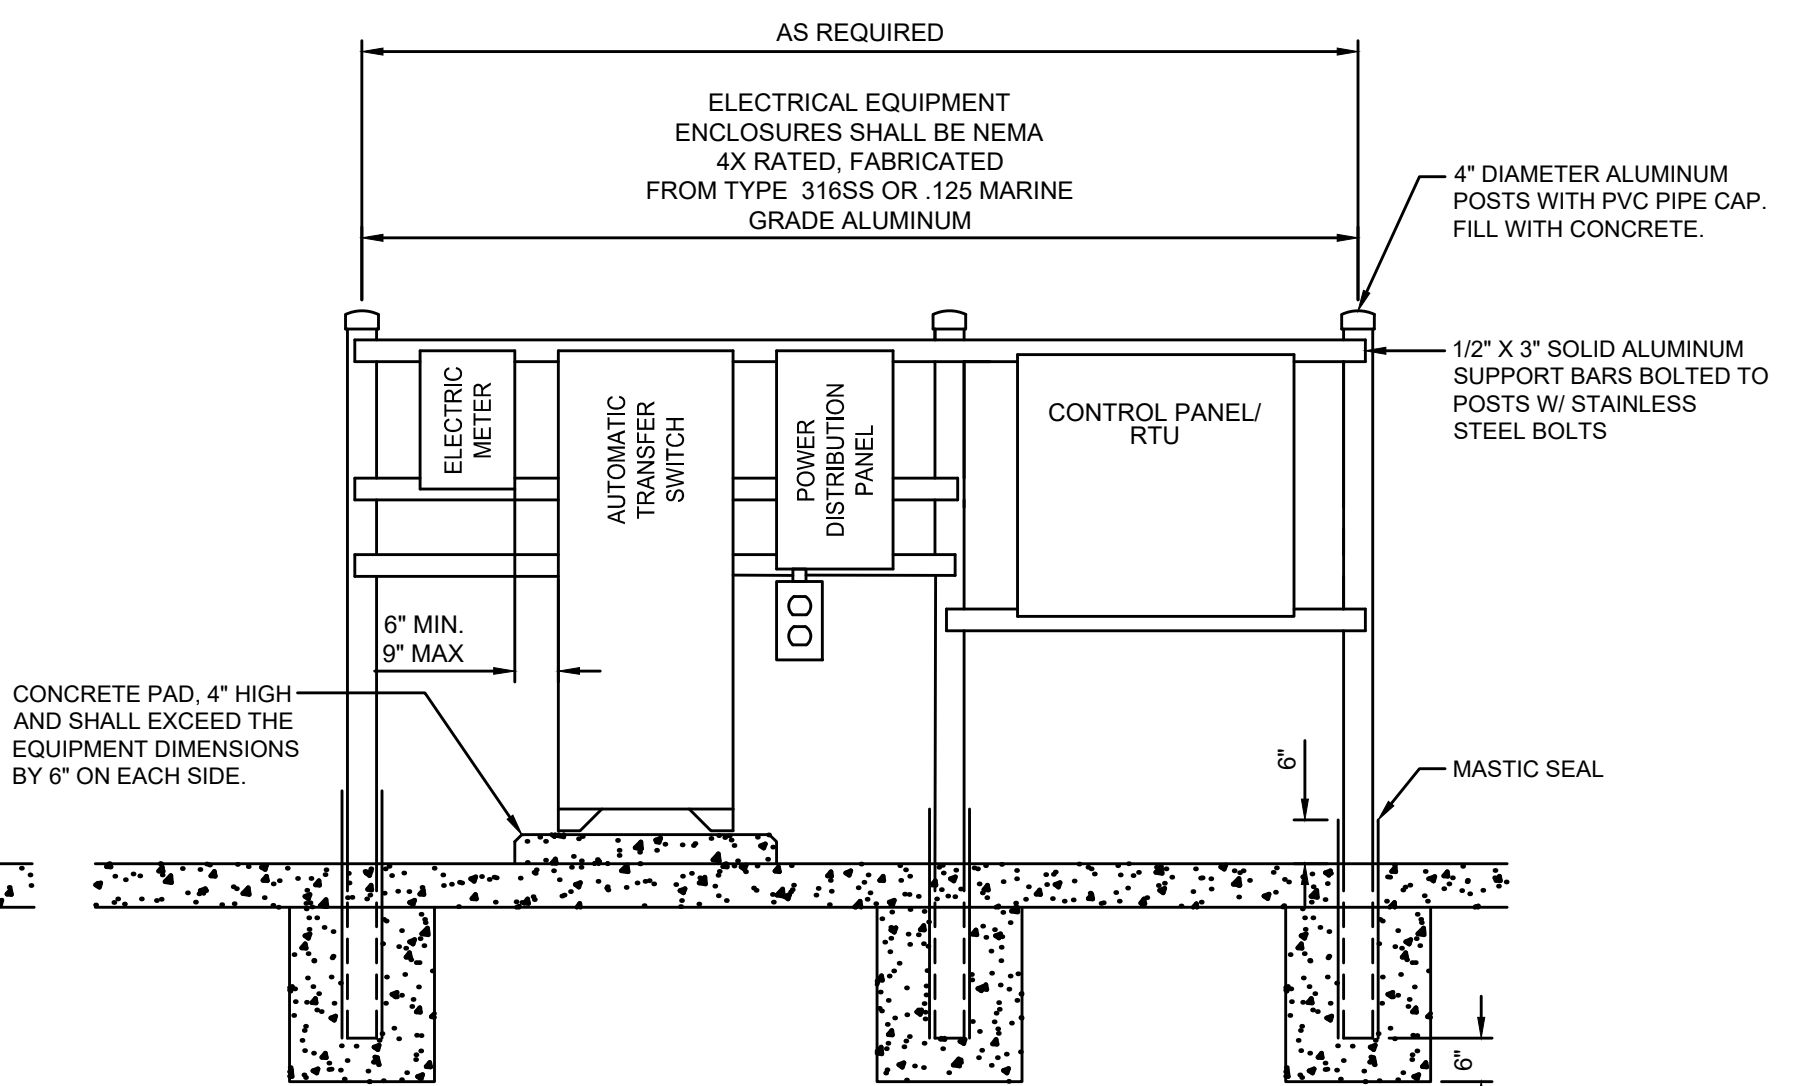 AS REQUIRED
ELECTRICAL EQUIPMENT
ENCLOSURES SHALL BE NEMA
4X RATED, FABRICATED
FROM TYPE 316SS OR .125 MARINE
GRADE ALUMINUM
4" DIAMETER ALUMINUM
POSTS WITH PVC PIPE CAP.
FILL WITH CONCRETE.
1/2" X 3" SOLID ALUMINUM
SUPPORT BARS BOLTED TO
POSTS W/ STAINLESS
STEEL BOLTS
ELECTRIC
METER
AUTOMATIC
TRANSFER
SWITCH
POWER
DISTRIBUTION
PANEL
CONTROL PANEL/
RTU
6" MIN.
9" MAX
CONCRETE PAD, 4" HIGH
AND SHALL EXCEED THE
EQUIPMENT DIMENSIONS
BY 6" ON EACH SIDE.
6"
MASTIC SEAL
6"